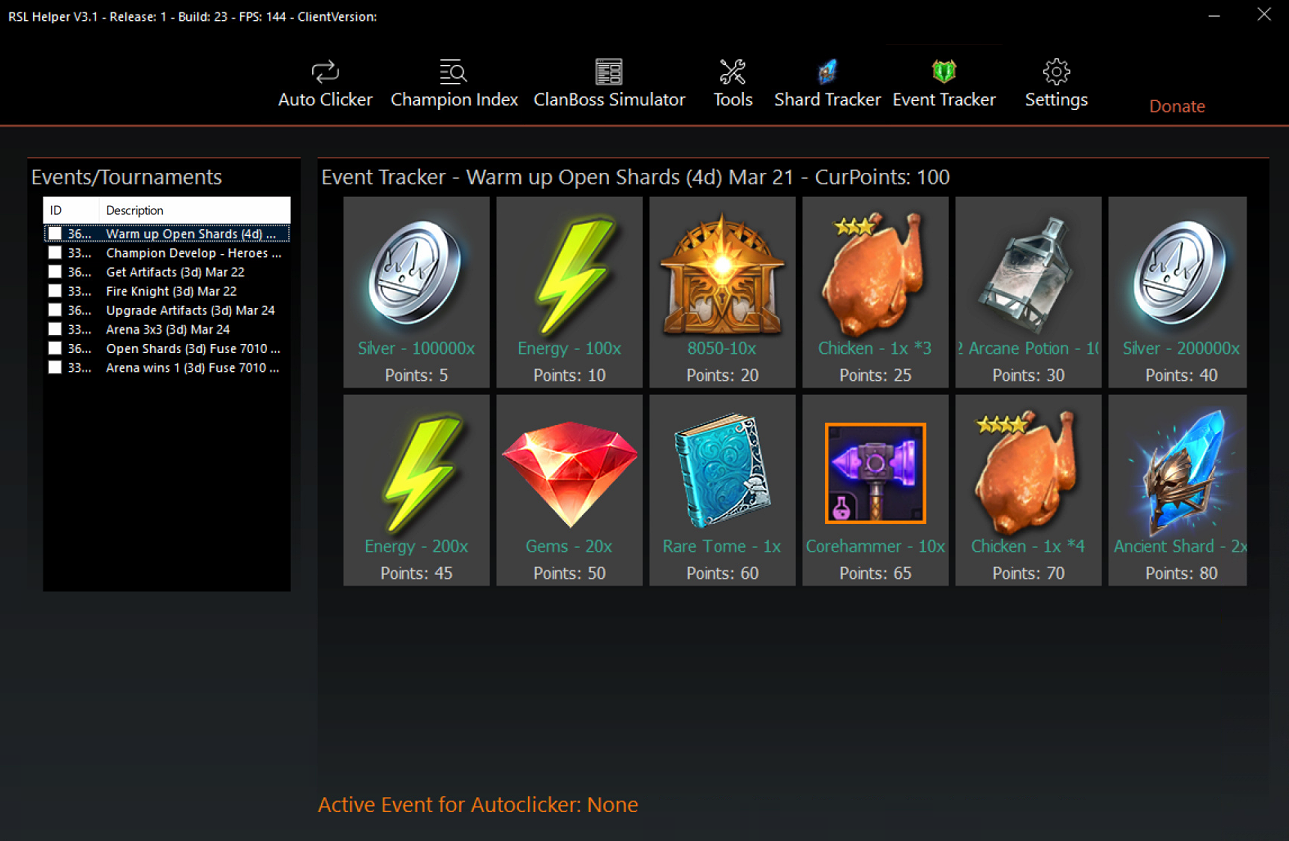 RSL Helper V3.1 - Release: 1 - Build: 23 - FPS: 144 - ClientVersion:
Auto Clicker Champion Index ClanBoss Simulator Tools Shard Tracker Event Tracker Settings Donate
Events/Tournaments
ID Description
36... Warm up Open Shards (4d) ...
33... Champion Develop - Heroes ...
36... Get Artifacts (3d) Mar 22
33... Fire Knight (3d) Mar 22
36... Upgrade Artifacts (3d) Mar 24
33... Arena 3x3 (3d) Mar 24
36... Open Shards (3d) Fuse 7010 ...
33... Arena wins 1 (3d) Fuse 7010 ...
Event Tracker - Warm up Open Shards (4d) Mar 21 - CurPoints: 100
Silver - 100000x Energy - 100x 8050-10x Chicken - 1x *3 2 Arcane Potion - 10 Silver - 200000x
Points: 5 Points: 10 Points: 20 Points: 25 Points: 30 Points: 40
Energy - 200x Gems - 20x Rare Tome - 1x Corehammer - 10x Chicken - 1x *4 Ancient Shard - 2x
Points: 45 Points: 50 Points: 60 Points: 65 Points: 70 Points: 80
Active Event for Autoclicker: None